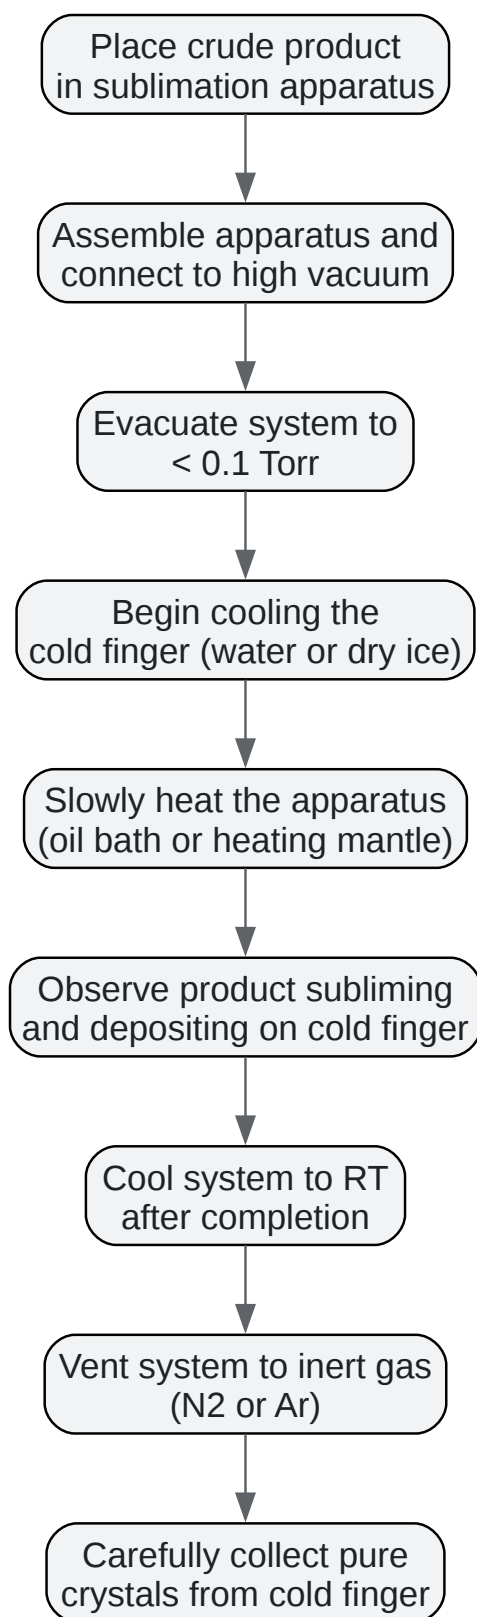 Place crude product
in sublimation apparatus
Assemble apparatus and
connect to high vacuum
Evacuate system to
< 0.1 Torr
Begin cooling the
cold finger (water or dry ice)
Slowly heat the apparatus
(oil bath or heating mantle)
Observe product subliming
and depositing on cold finger
Cool system to RT
after completion
Vent system to inert gas
(N2 or Ar)
Carefully collect pure
crystals from cold finger